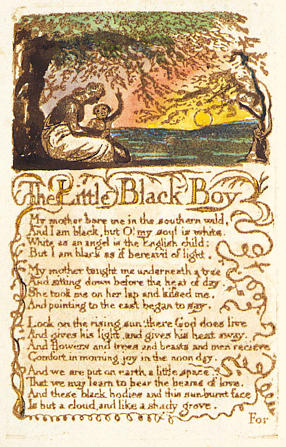 The Little Black Boy
My mother bore me in the southern wild,
And I am black, but O! my soul is white.
White as an angel is the English child:
But I am black as if bereav'd of light.
My mother taught me underneath a tree
And sitting down before the heat of day.
She took me on her lap and kissed me,
And pointing to the east began to say.
Look on the rising sun: there God does live
And gives his light, and gives his heat away.
And flowers and trees and beasts and men recieve
Comfort in morning joy in the noon day.
And we are put on earth a little space.
That we may learn to bear the beams of love.
And these black bodies and this sun-burnt face
Is but a cloud, and like a shady grove.
For